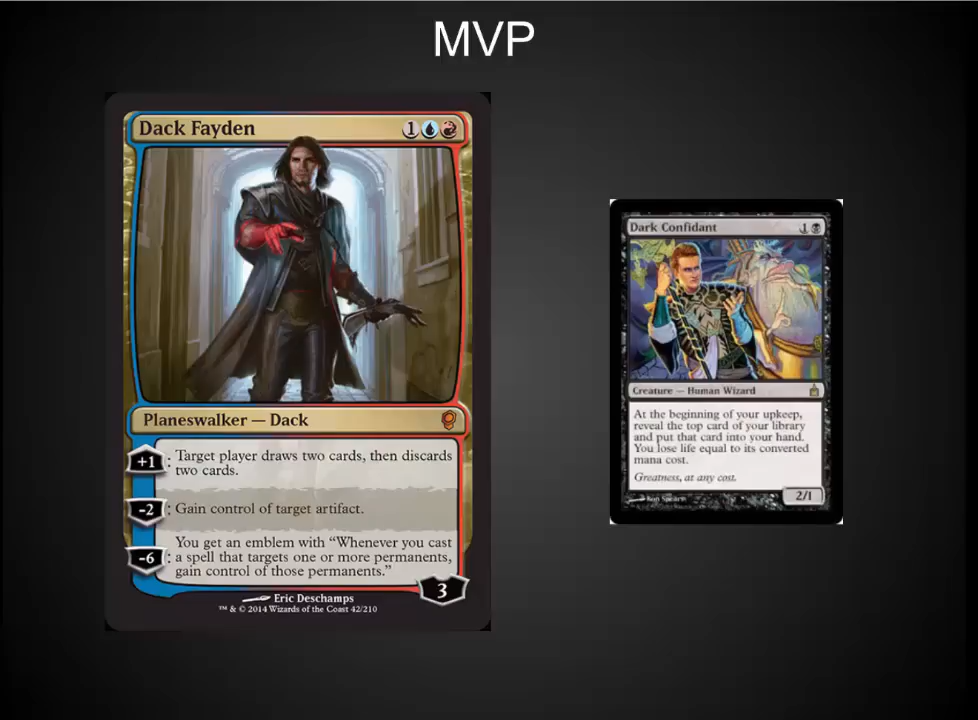 MVP
Dack Fayden
1
Planeswalker — Dack
+1 : Target player draws two cards, then discards
two cards.
-2 : Gain control of target artifact.
You get an emblem with “Whenever you cast
-6 : a spell that targets one or more permanents,
gain control of those permanents.”
3
Eric Deschamps
™ & © 2014 Wizards of the Coast 42/210
Dark Confidant
1
Creature — Human Wizard
At the beginning of your upkeep,
reveal the top card of your library
and put that card into your hand.
You lose life equal to its converted
mana cost.
Greatness, at any cost.
Ron Spears
2/1